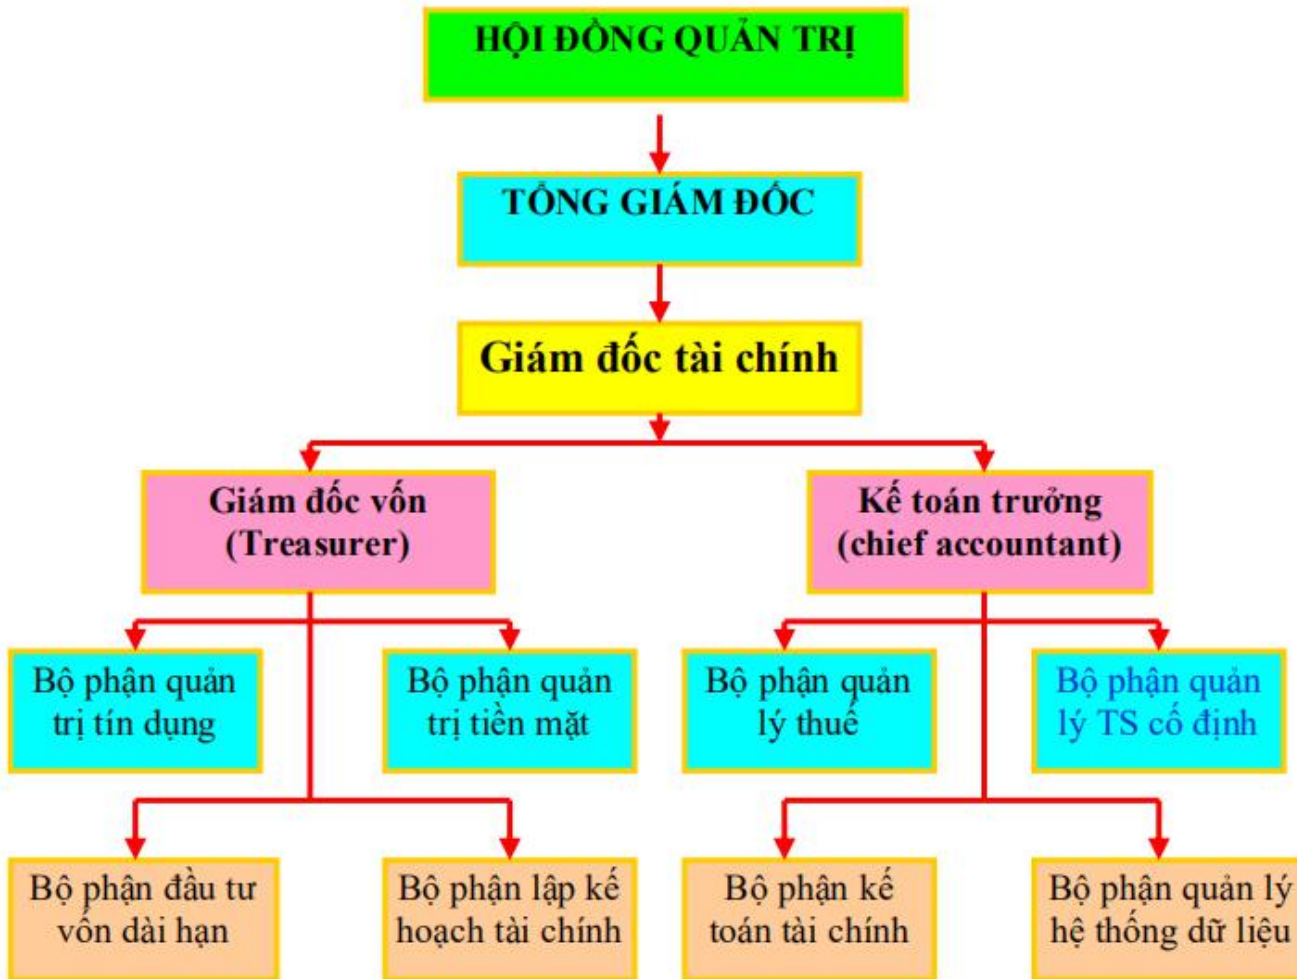 HỘI ĐỒNG QUẢN TRỊ
TỔNG GIÁM ĐỐC
Giám đốc tài chính
Giám đốc vốn
(Treasurer)
Kế toán trưởng
(chief accountant)
Bộ phận quản
trị tín dụng
Bộ phận quản
trị tiền mặt
Bộ phận quản
lý thuế
Bộ phận quản
lý TS cố định
Bộ phận đầu tư
vốn dài hạn
Bộ phận lập kế
hoạch tài chính
Bộ phận kế
toán tài chính
Bộ phận quản lý
hệ thống dữ liệu